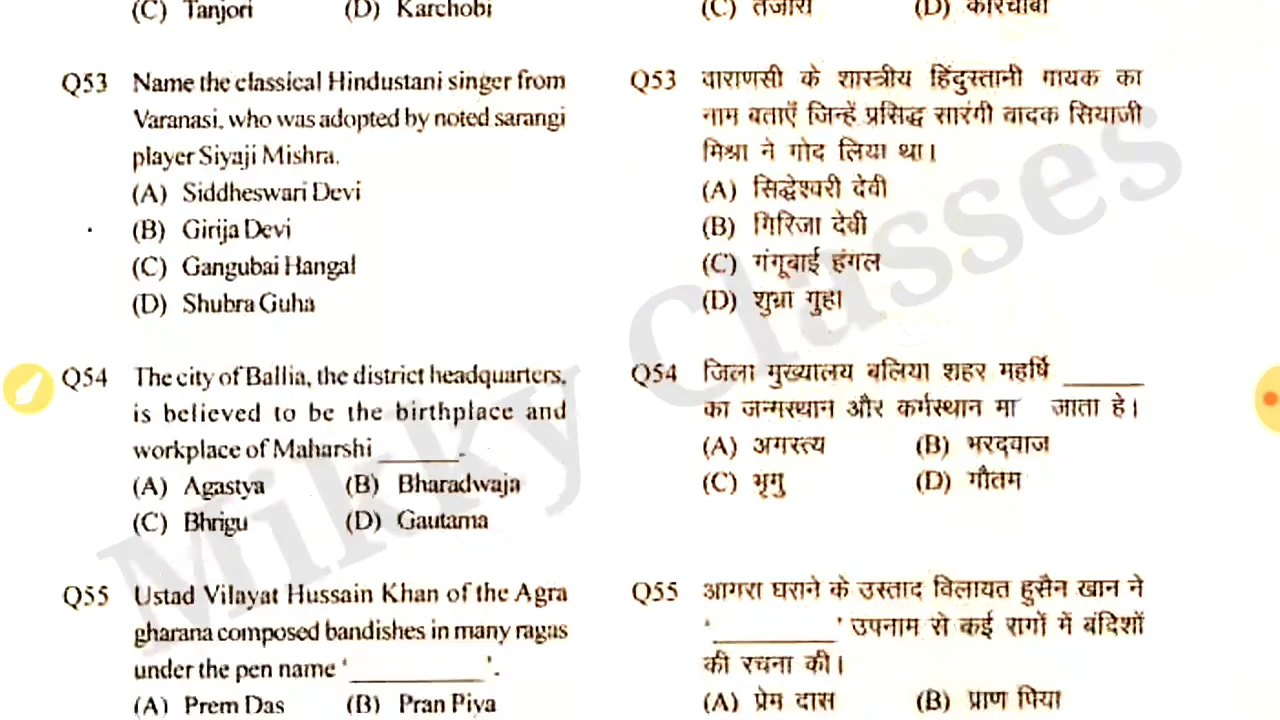 (C) Tanjori (D) Karchobi
Q53 Name the classical Hindustani singer from
Varanasi, who was adopted by noted sarangi
player Siyaji Mishra.
(A) Siddheswari Devi
(B) Girija Devi
(C) Gangubai Hangal
(D) Shubra Guha
Q54 The city of Ballia, the district headquarters,
is believed to be the birthplace and
workplace of Maharshi ______.
(A) Agastya (B) Bharadwaja
(C) Bhrigu (D) Gautama
Q55 Ustad Vilayat Hussain Khan of the Agra
gharana composed bandishes in many ragas
under the pen name '__________'.
(A) Prem Das (B) Pran Piya
(C) तंजोरी (D) कारचोबी
Q53 वाराणसी के शास्त्रीय हिंदुस्तानी गायक का
नाम बताएँ जिन्हें प्रसिद्ध सारंगी वादक सियाजी
मिश्रा ने गोद लिया था।
(A) सिद्धेश्वरी देवी
(B) गिरिजा देवी
(C) गंगूबाई हंगल
(D) शुभ्रा गुहा
Q54 जिला मुख्यालय बलिया शहर महर्षि ______
का जन्मस्थान और कर्मस्थान मा जाता हे।
(A) अगस्त्य (B) भरद्वाज
(C) भृगु (D) गौतम
Q55 आगरा घराने के उस्ताद विलायत हुसैन खान ने
'_________' उपनाम से कई रागों में बंदिशों
की रचना की।
(A) प्रेम दास (B) प्राण पिया
Mikky Classes